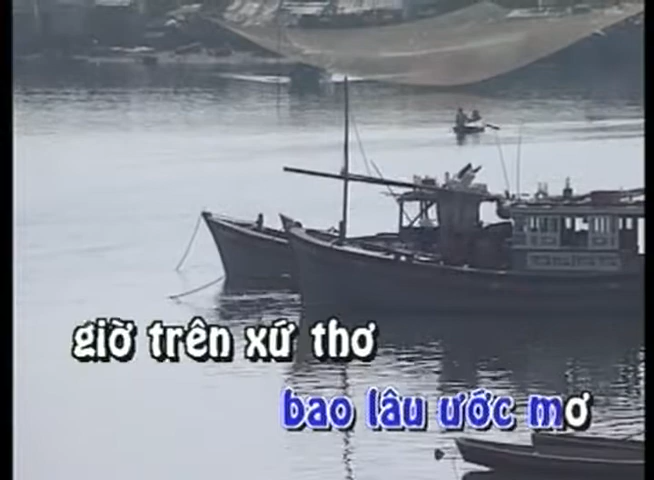 giờ trên xứ thơ
bao lâu ước mơ